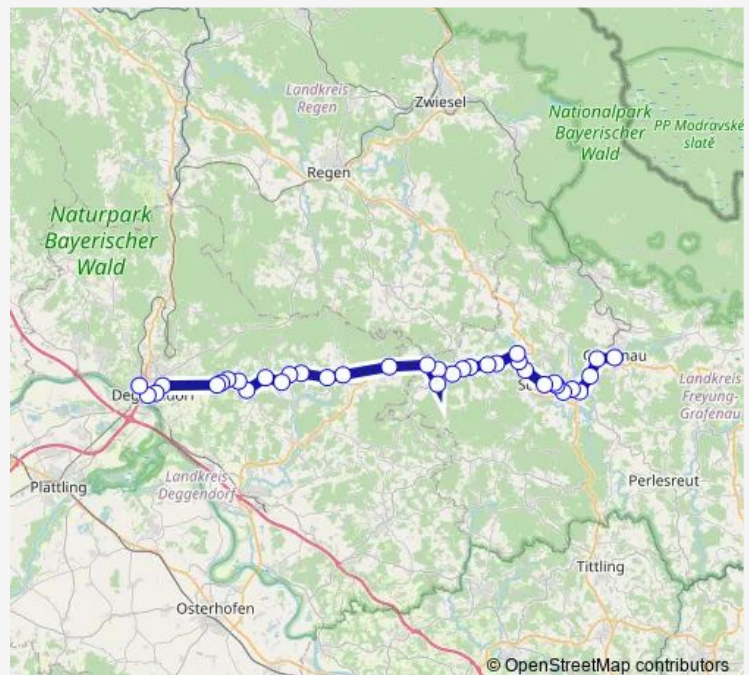 Landkreis
Regen
Zwiesel
Nationalpark
Bayerischer
Wald
PP Modravské
slatě
Regen
Naturpark
Bayerischer
Wald
Landkreis
Freyung-
Grafenau
Landkreis
Deggendorf
Plattling
Perlesreut
Tittling
Osterhofen
© OpenStreetMap contributors